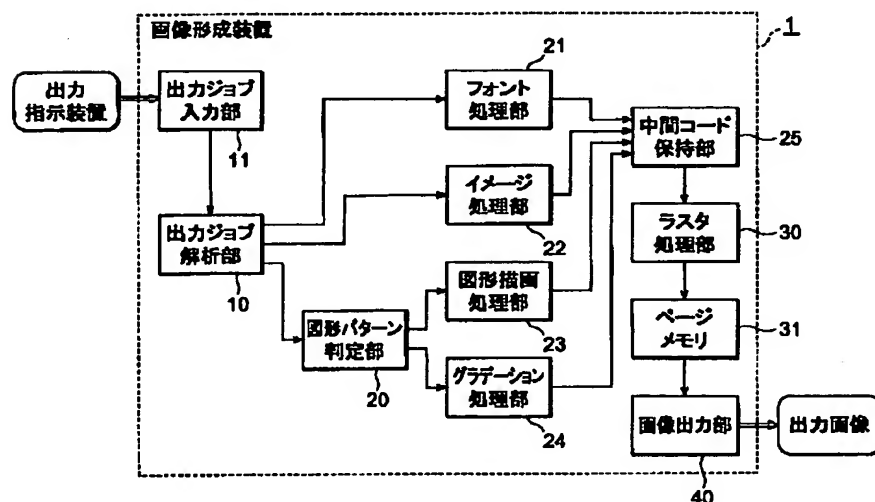 画像形成装置
1
出力
指示装置
出力ジョブ
入力部
11
出力ジョブ
解析部
10
図形パターン
判定部
20
フォント
処理部
21
イメージ
処理部
22
図形描画
処理部
23
グラデーション
処理部
24
中間コード
保持部
25
ラスタ
処理部
30
ページ
メモリ
31
画像出力部
40
出力画像